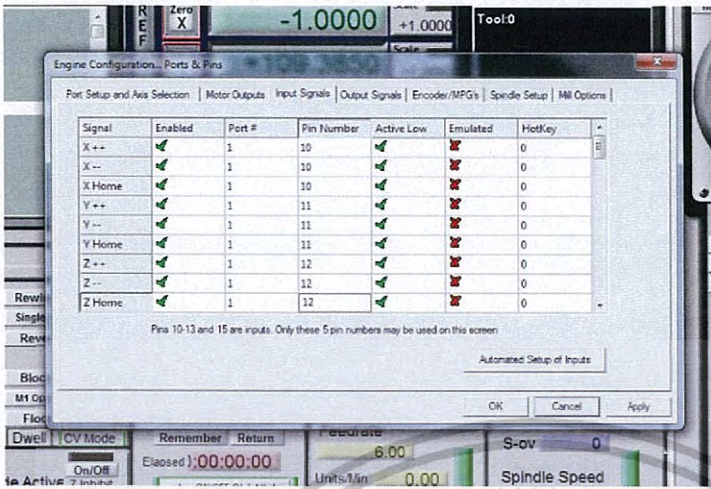 R
E
F
Zero
X
-1.0000
Scale
+1.0000
Tool:0
Scale
Engine Configuration... Ports & Pins
Port Setup and Axis Selection Motor Outputs Input Signals Output Signals Encoder/MPG's Spindle Setup Mill Options
Signal Enabled Port # Pin Number Active Low Emulated HotKey
X ++ 1 10 0
X -- 1 10 0
X Home 1 10 0
Y ++ 1 11 0
Y -- 1 11 0
Y Home 1 11 0
Z ++ 1 12 0
Z -- 1 12 0
Z Home 1 12 0
Pins 10-13 and 15 are inputs. Only these 5 pin numbers may be used on this screen
Automated Setup of Inputs
OK Cancel Apply
Rewi
Single
Reve
Bloc
M1 Op
Floo
Dwell CV Mode
Remember Return
Feedrate
6.00
S-ov 0
Elapsed 00:00:00
On/Off
Units/Min 0.00
Spindle Speed
e Active Z Inhibit